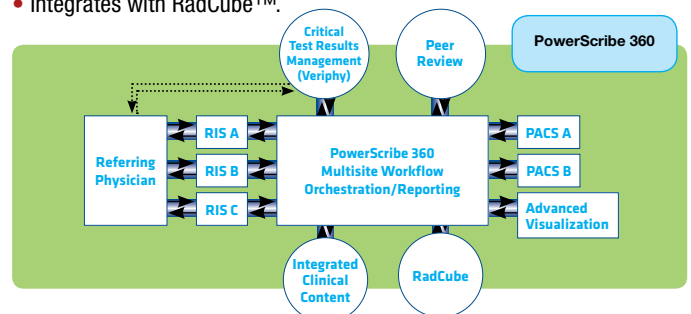 • Integrates with RadCube™.
Critical
Test Results
Management
(Veriphy)
Peer
Review
PowerScribe 360
Referring
Physician
RIS A
RIS B
RIS C
PowerScribe 360
Multisite Workflow
Orchestration/Reporting
PACS A
PACS B
Advanced
Visualization
Integrated
Clinical
Content
RadCube